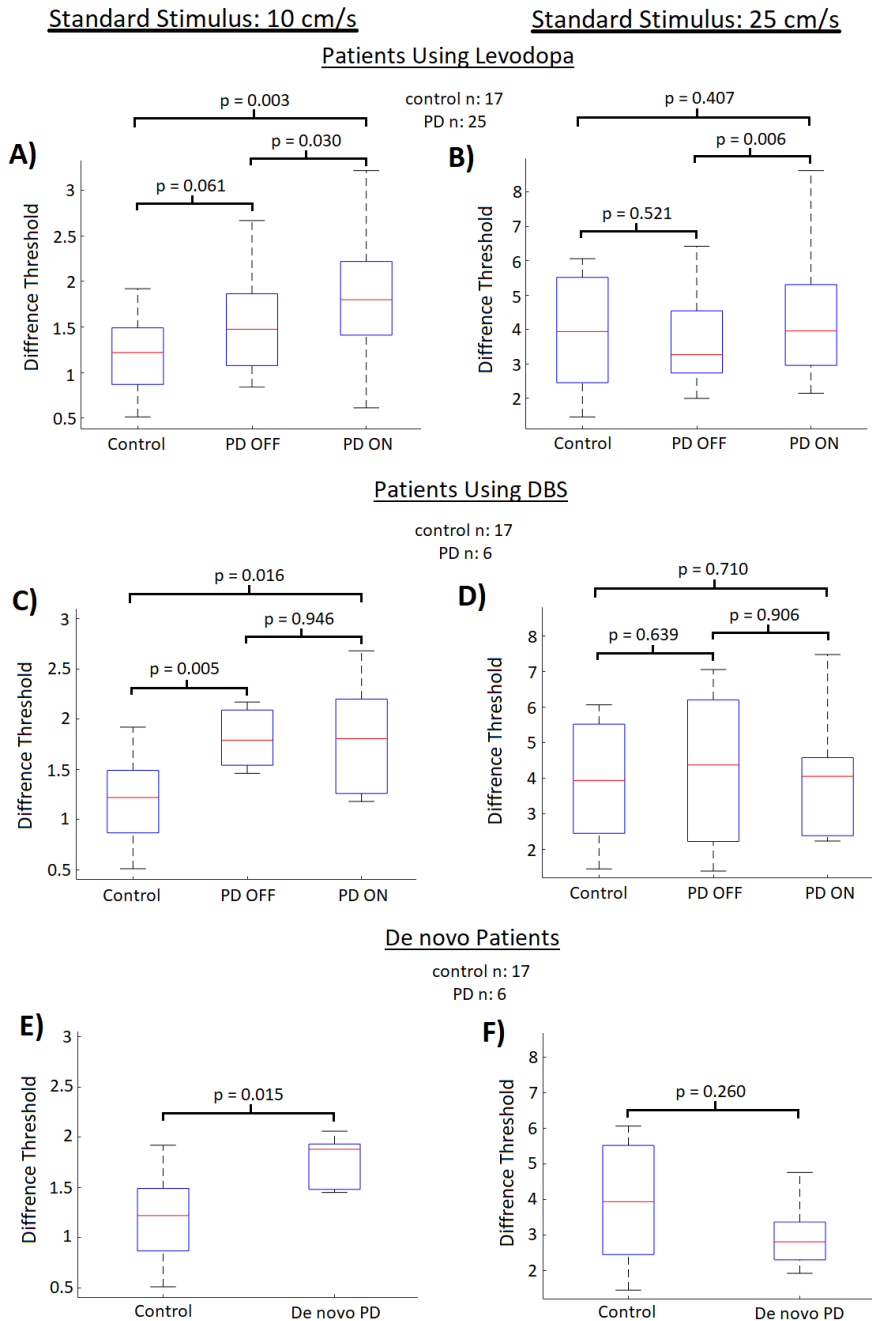 Standard Stimulus: 10 cm/s
Standard Stimulus: 25 cm/s
Patients Using Levodopa
control n: 17
PD n: 25
A)
p = 0.003
p = 0.030
p = 0.061
Diffrence Threshold
3
2.5
2
1.5
1
0.5
Control
PD OFF
PD ON
B)
p = 0.407
p = 0.006
p = 0.521
Diffrence Threshold
8
7
6
5
4
3
2
Control
PD OFF
PD ON
Patients Using DBS
control n: 17
PD n: 6
C)
p = 0.016
p = 0.946
p = 0.005
Diffrence Threshold
3
2.5
2
1.5
1
0.5
Control
PD OFF
PD ON
D)
p = 0.710
p = 0.906
p = 0.639
Diffrence Threshold
8
7
6
5
4
3
2
Control
PD OFF
PD ON
De novo Patients
control n: 17
PD n: 6
E)
p = 0.015
Diffrence Threshold
3
2.5
2
1.5
1
0.5
Control
De novo PD
F)
p = 0.260
Diffrence Threshold
8
7
6
5
4
3
2
Control
De novo PD